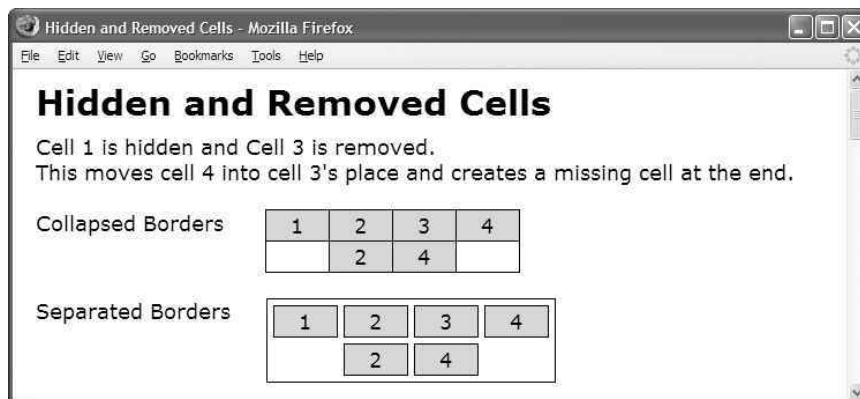 Hidden and Removed Cells - Mozilla Firefox
File Edit View Go Bookmarks Tools Help
Hidden and Removed Cells
Cell 1 is hidden and Cell 3 is removed.
This moves cell 4 into cell 3's place and creates a missing cell at the end.
Collapsed Borders 1 2 3 4
2 4
Separated Borders 1 2 3 4
2 4